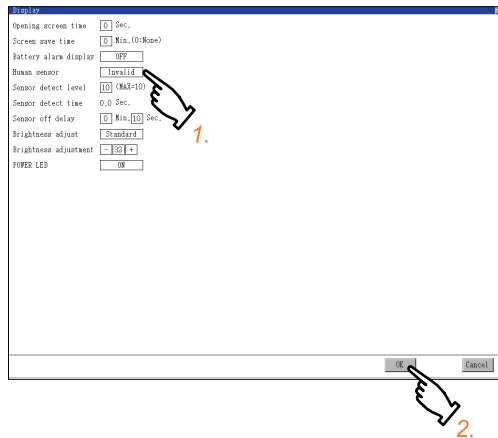 Display
Opening screen time 0 Sec.
Screen save time 0 Min.(0:None)
Battery alarm display OFF
Human sensor Invalid
Sensor detect level 10 (MAX=10)
Sensor detect time 0.0 Sec.
Sensor off delay 0 Min. 10 Sec.
Brightness adjust Standard
Brightness adjustment - 32 +
POWER LED ON
1.
OK Cancel
2.